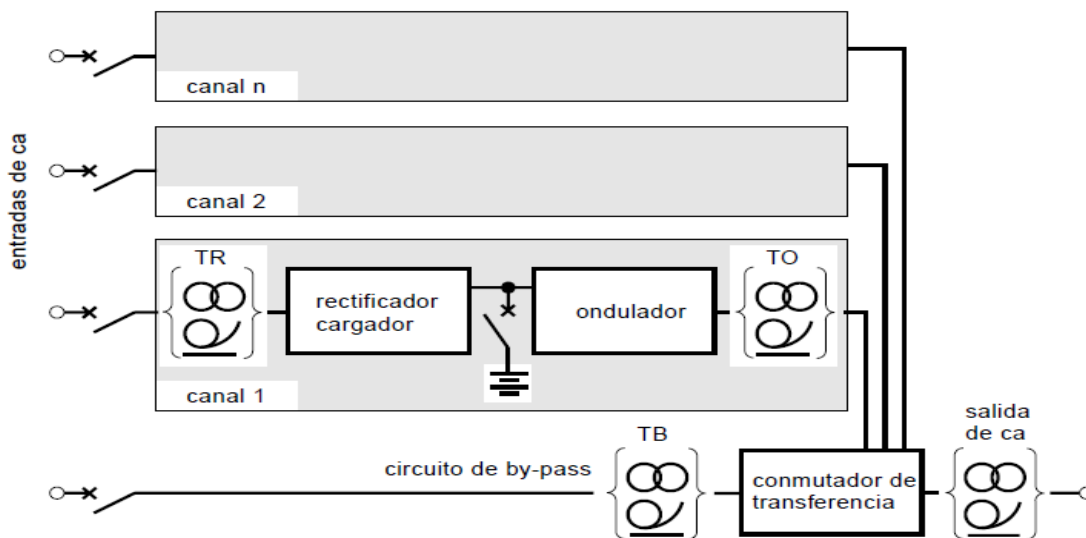 entradas de ca
canal n
canal 2
TR
rectificador
cargador
ondulador
TO
canal 1
TB
circuito de by-pass
conmutador de
transferencia
salida
de ca